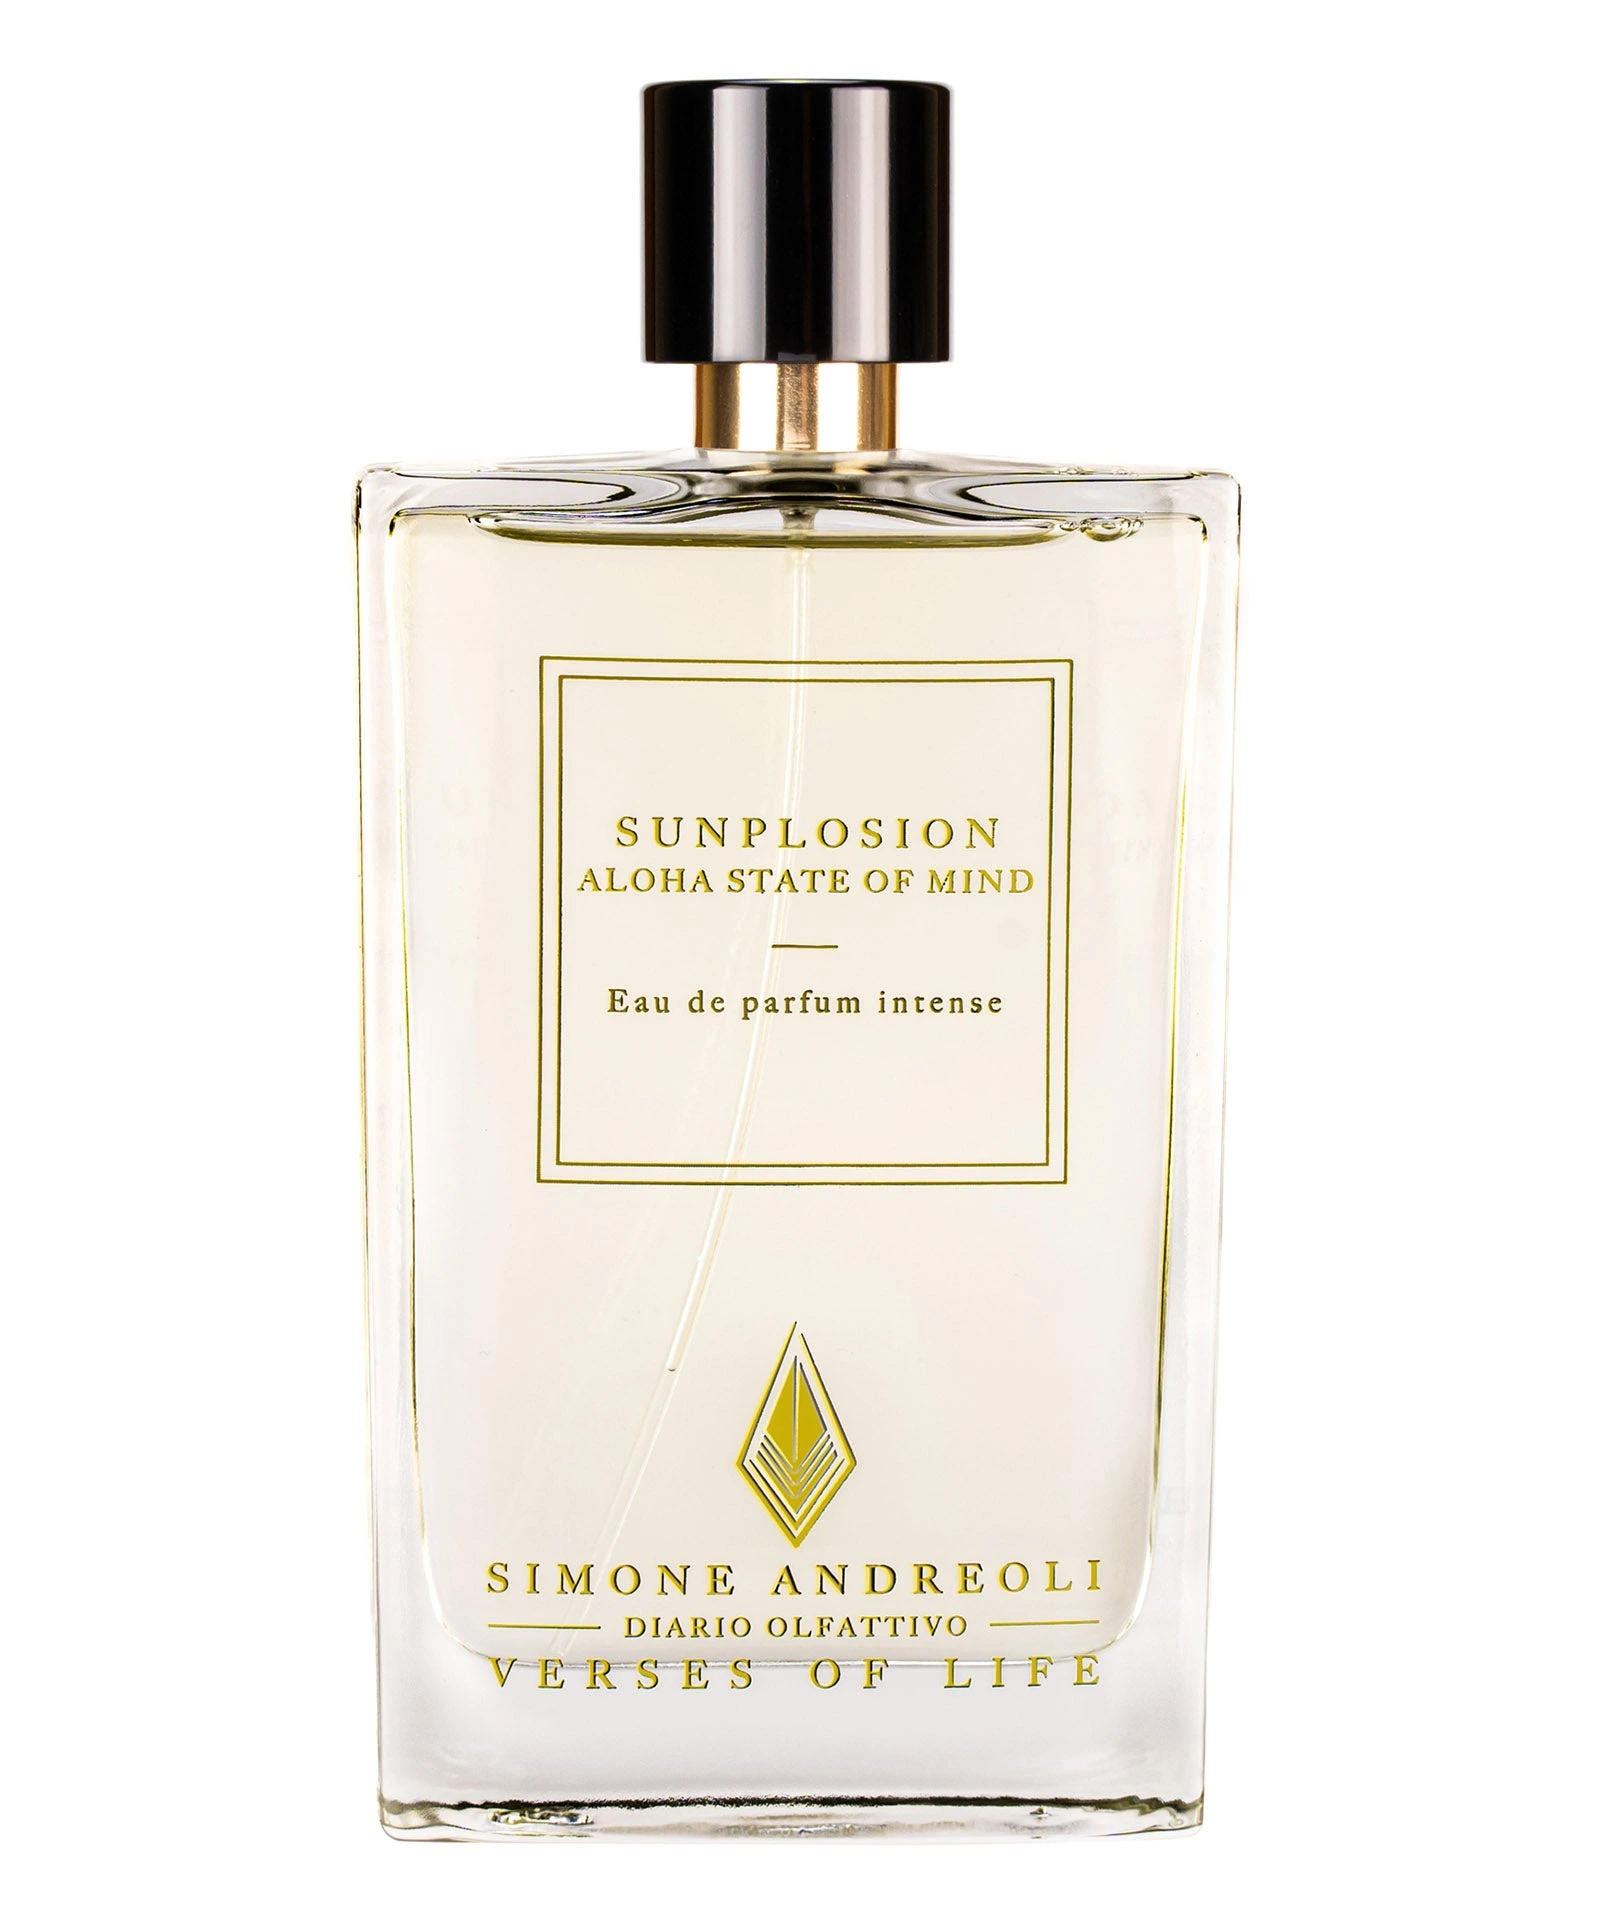 SUNPLOSION
ALOHA STATE OF MIND
Eau de parfum intense
SIMONE ANDREOLI
DIARIO OLFATTIVO
VERSES OF LIFE